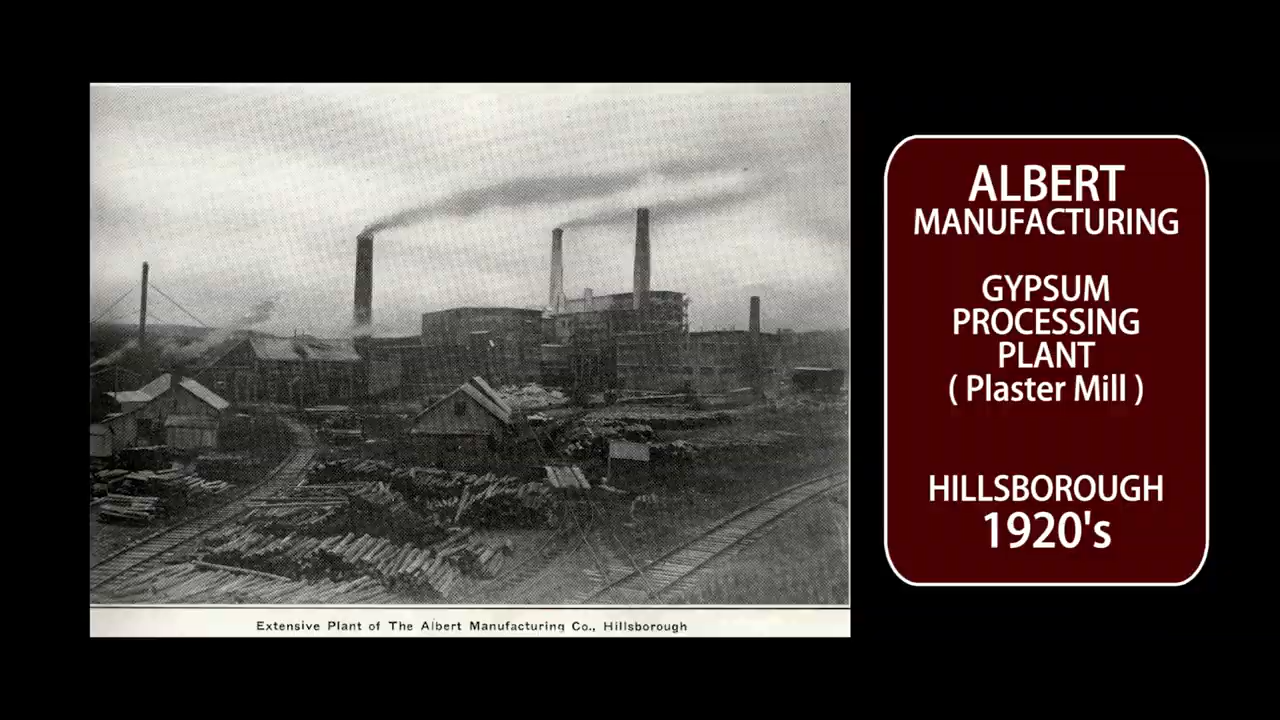 ALBERT
MANUFACTURING
GYPSUM
PROCESSING
PLANT
( Plaster Mill )
HILLSBOROUGH
1920's
Extensive Plant of The Albert Manufacturing Co., Hillsborough